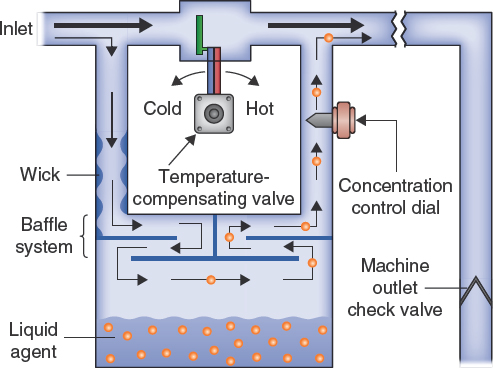 Inlet
Cold
Hot
Temperature-
compensating valve
Wick
Concentration
control dial
Baffle
system
Machine
outlet
check valve
Liquid
agent